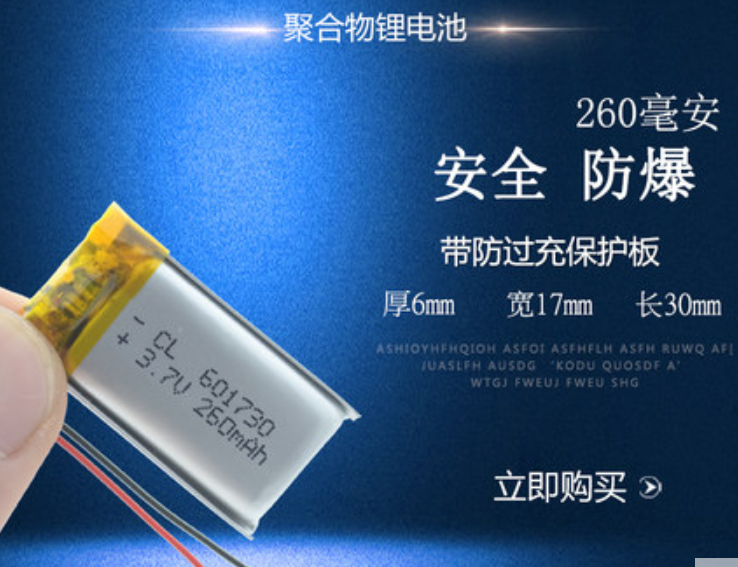 聚合物锂电池
260毫安
安全 防爆
带防过充保护板
厚6mm 宽17mm 长30mm
ASHIOYHFHQIOH ASFOI ASFHFLH ASFH RUWQ AF[
JUASLFH AUSDG 'KODU QUOSDF A'
WTGJ FWEUJ FWEU SHG
- CL 601730
+ 3.7V 260mAh
立即购买